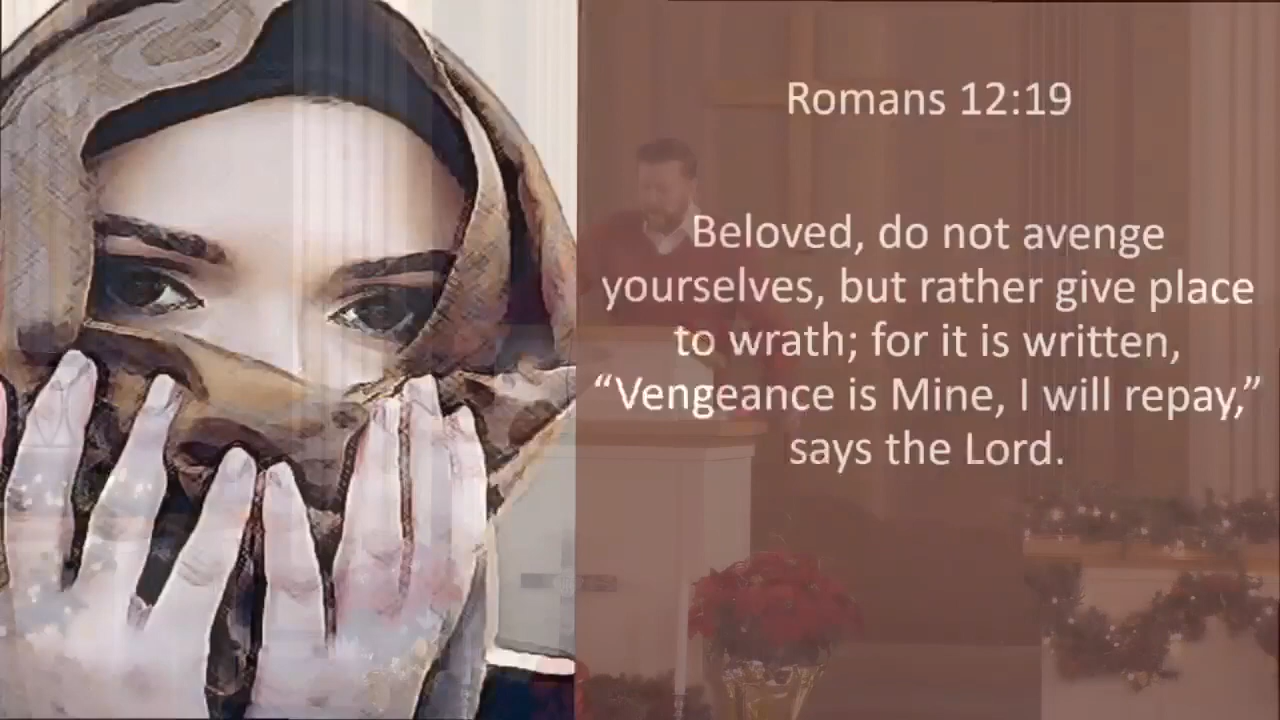 Romans 12:19
Beloved, do not avenge
yourselves, but rather give place
to wrath; for it is written,
“Vengeance is Mine, I will repay,”
says the Lord.